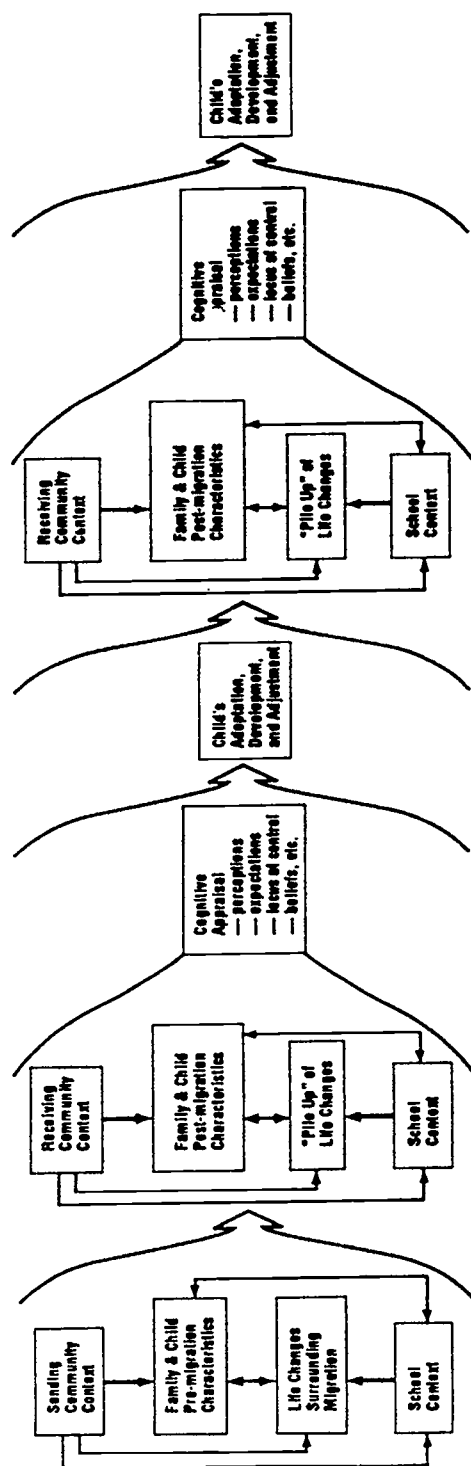 Sending
Community
Context
Family & Child
Pre-migration
Characteristics
Life Changes
Surrounding
Migration
School
Context
Receiving
Community
Context
Family & Child
Post-migration
Characteristics
"Pile Up" of
Life Changes
School
Context
Cognitive
Appraisal
— perceptions
— expectations
— locus of control
— beliefs, etc.
Child's
Adaptation,
Development,
and Adjustment
Receiving
Community
Context
Family & Child
Post-migration
Characteristics
"Pile Up" of
Life Changes
School
Context
Cognitive
praisal
— perceptions
— expectations
— locus of control
— beliefs, etc.
Child's
Adaptation,
Development,
and Adjustment